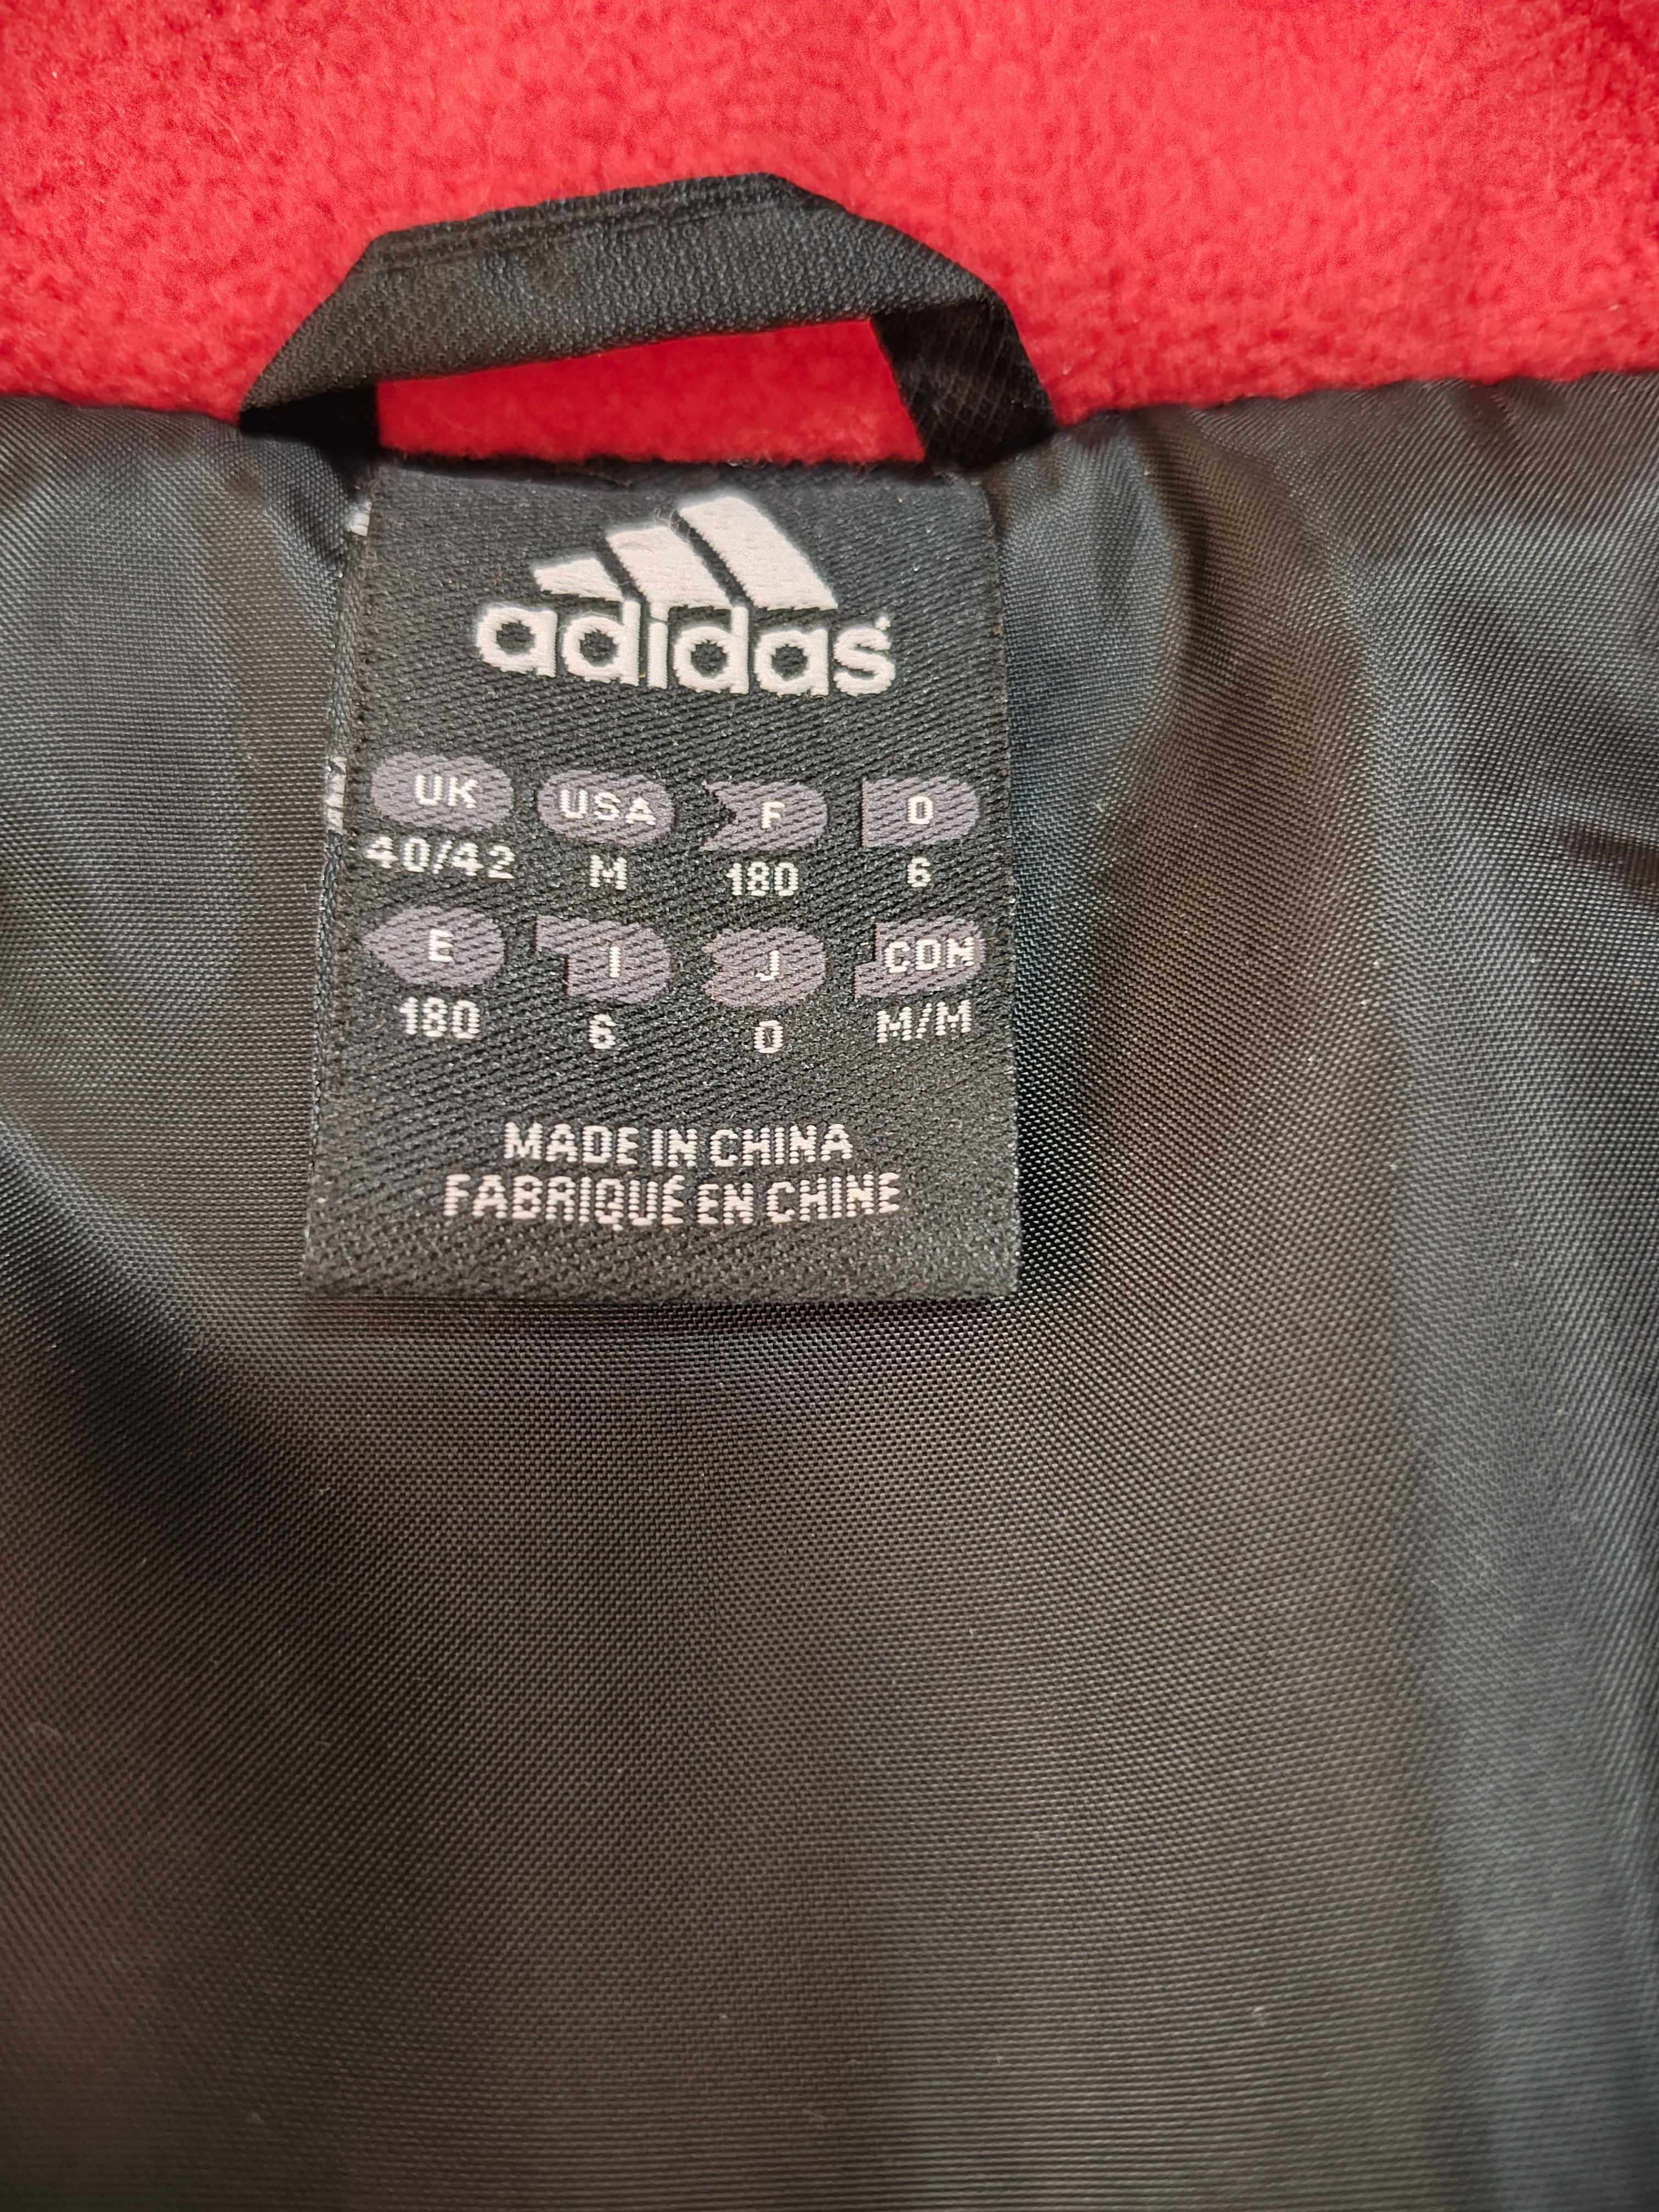 adidas
UK USA F D
40/42 M 180 6
E I J CDN
180 6 O M/M
MADE IN CHINA
FABRIQUÉ EN CHINE